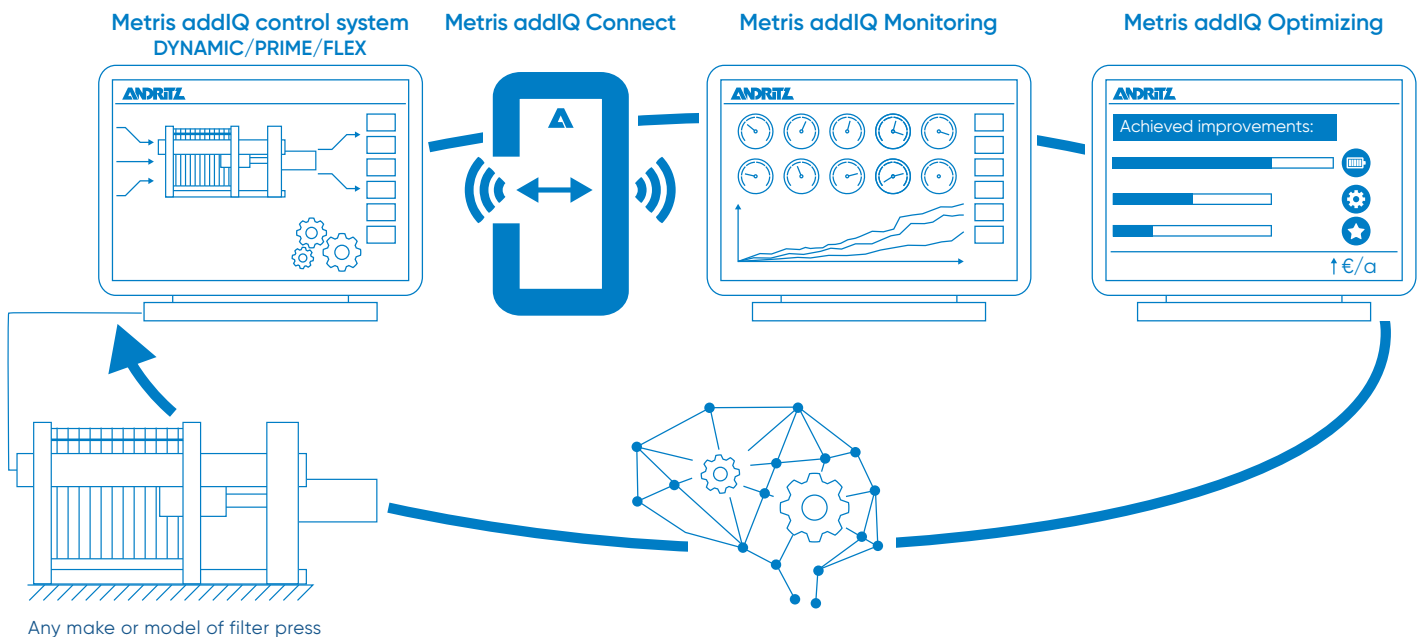 Metris addIQ control system
DYNAMIC/PRIME/FLEX
Metris addIQ Connect
Metris addIQ Monitoring
Metris addIQ Optimizing
ANDRITZ
ANDRITZ
ANDRITZ
Achieved improvements:
€/a
Any make or model of filter press